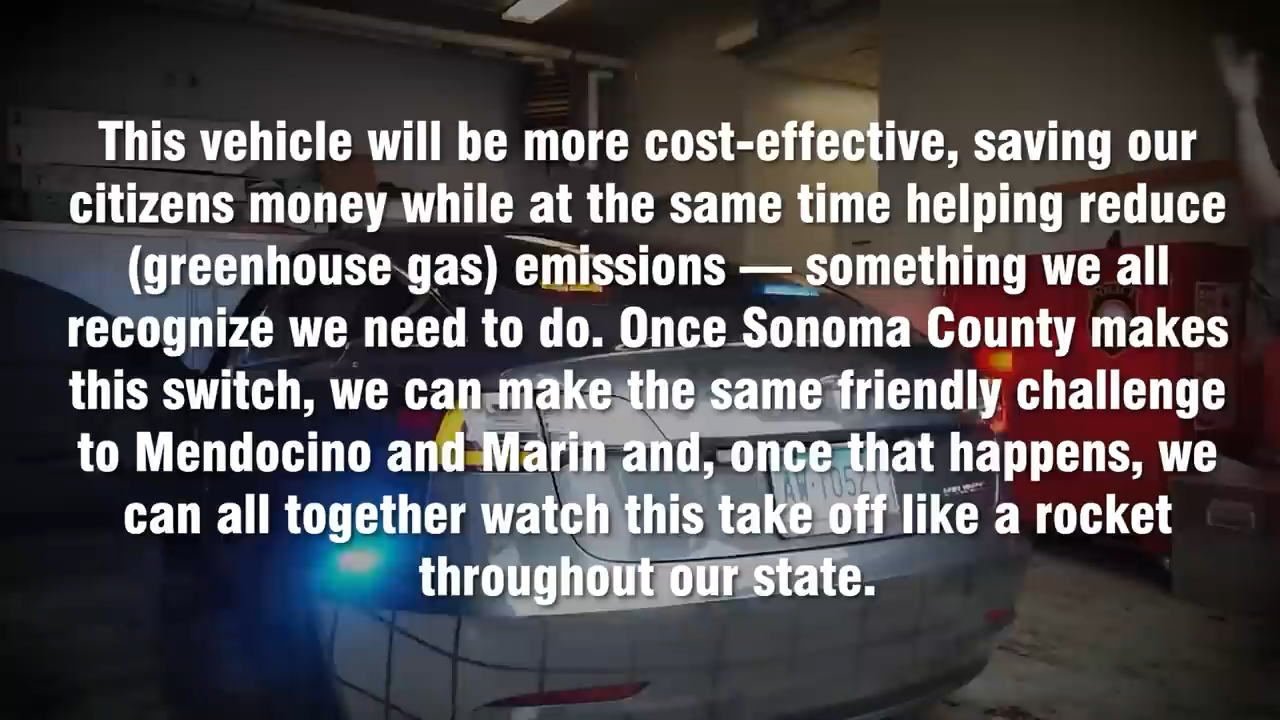 This vehicle will be more cost-effective, saving our
citizens money while at the same time helping reduce
(greenhouse gas) emissions — something we all
recognize we need to do. Once Sonoma County makes
this switch, we can make the same friendly challenge
to Mendocino and Marin and, once that happens, we
can all together watch this take off like a rocket
throughout our state.